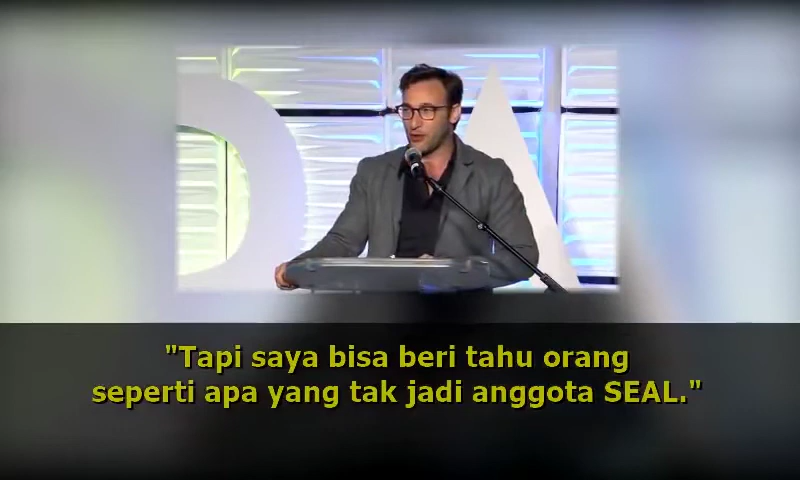 "Tapi saya bisa beri tahu orang
seperti apa yang tak jadi anggota SEAL."